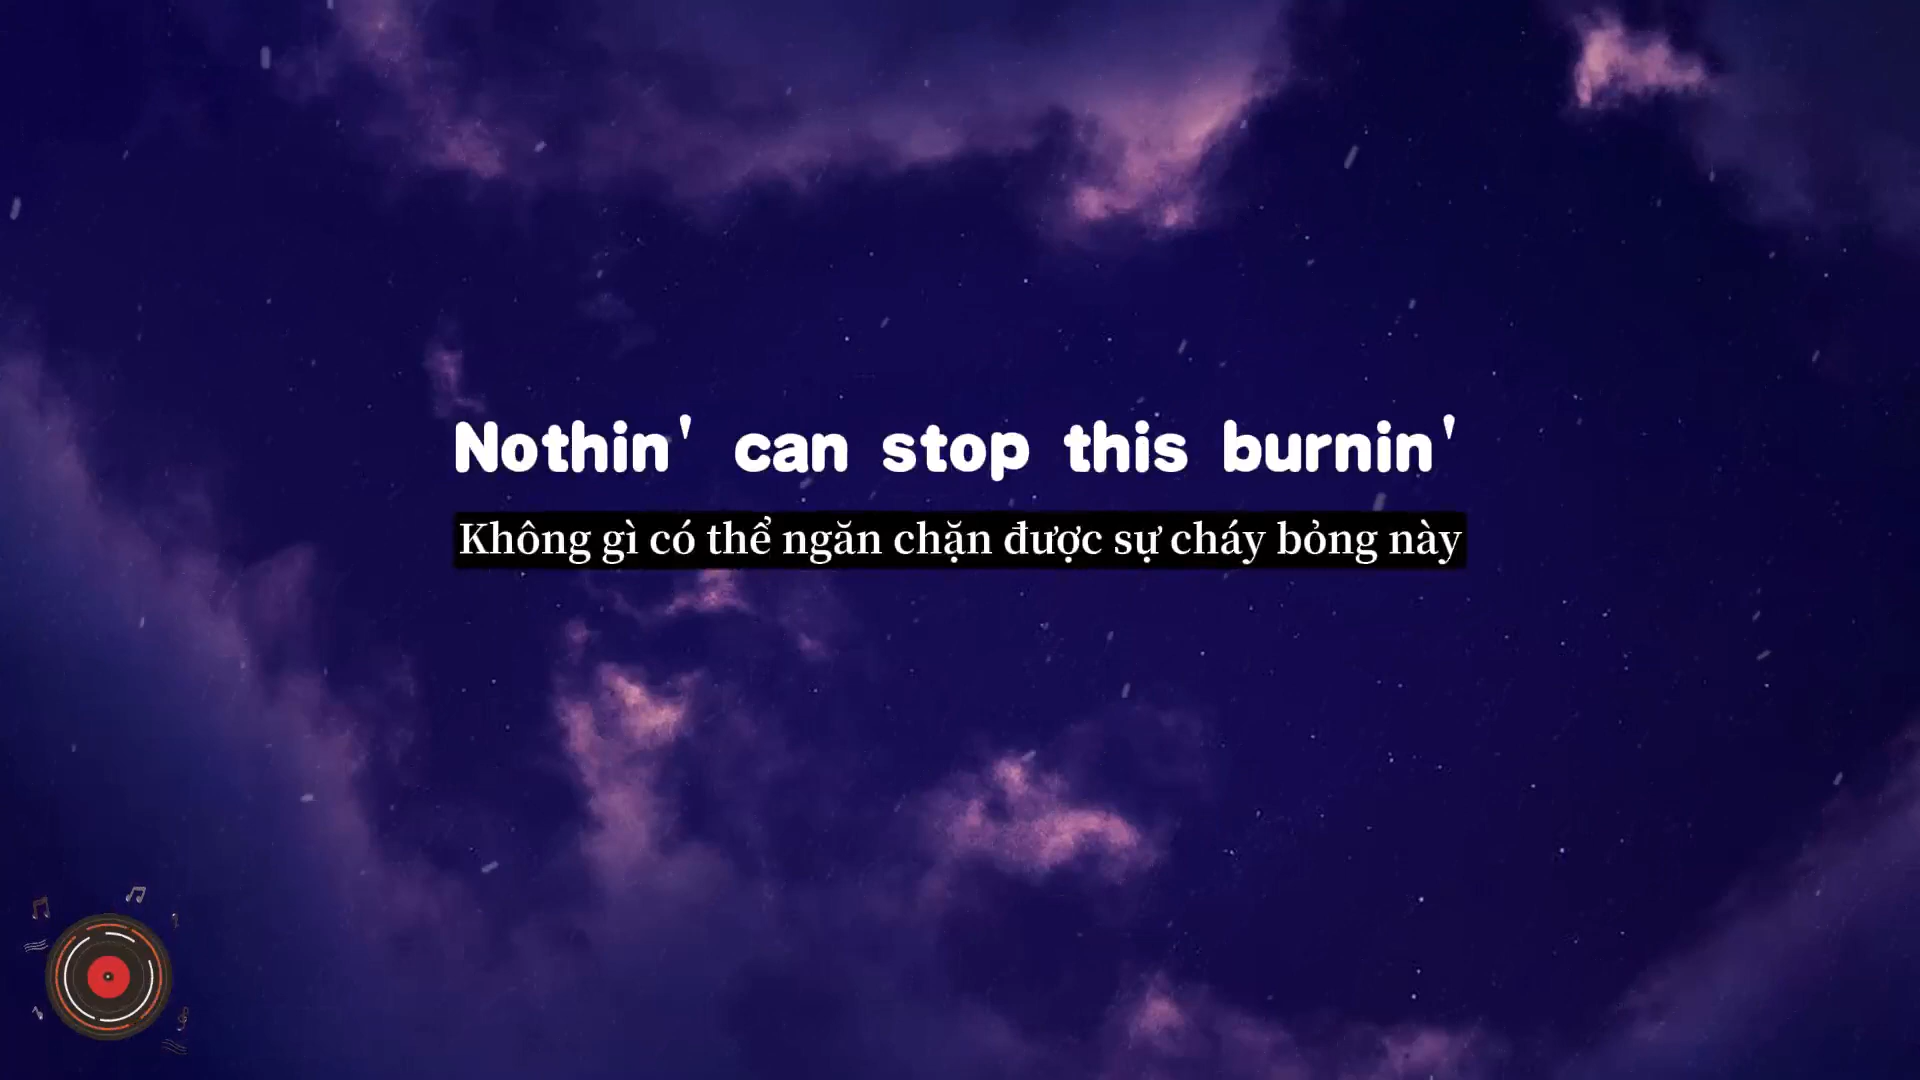 Nothin' can stop this burnin'
Không gì có thể ngăn chặn được sự cháy bỏng này